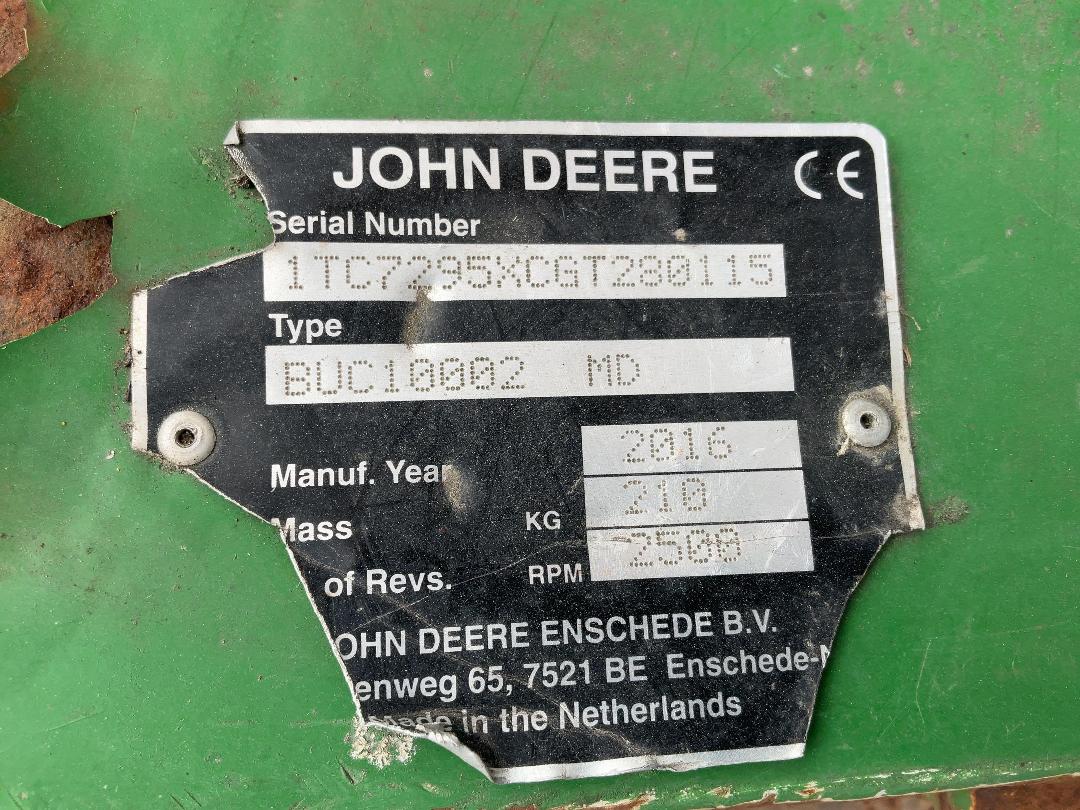 JOHN DEERE CE
Serial Number
1TC7295XCGT280115
Type
BUC10002 MD
Manuf. Year 2016
Mass KG 210
of Revs. RPM 2500
OHN DEERE ENSCHEDE B.V.
enweg 65, 7521 BE Enschede-
Made in the Netherlands